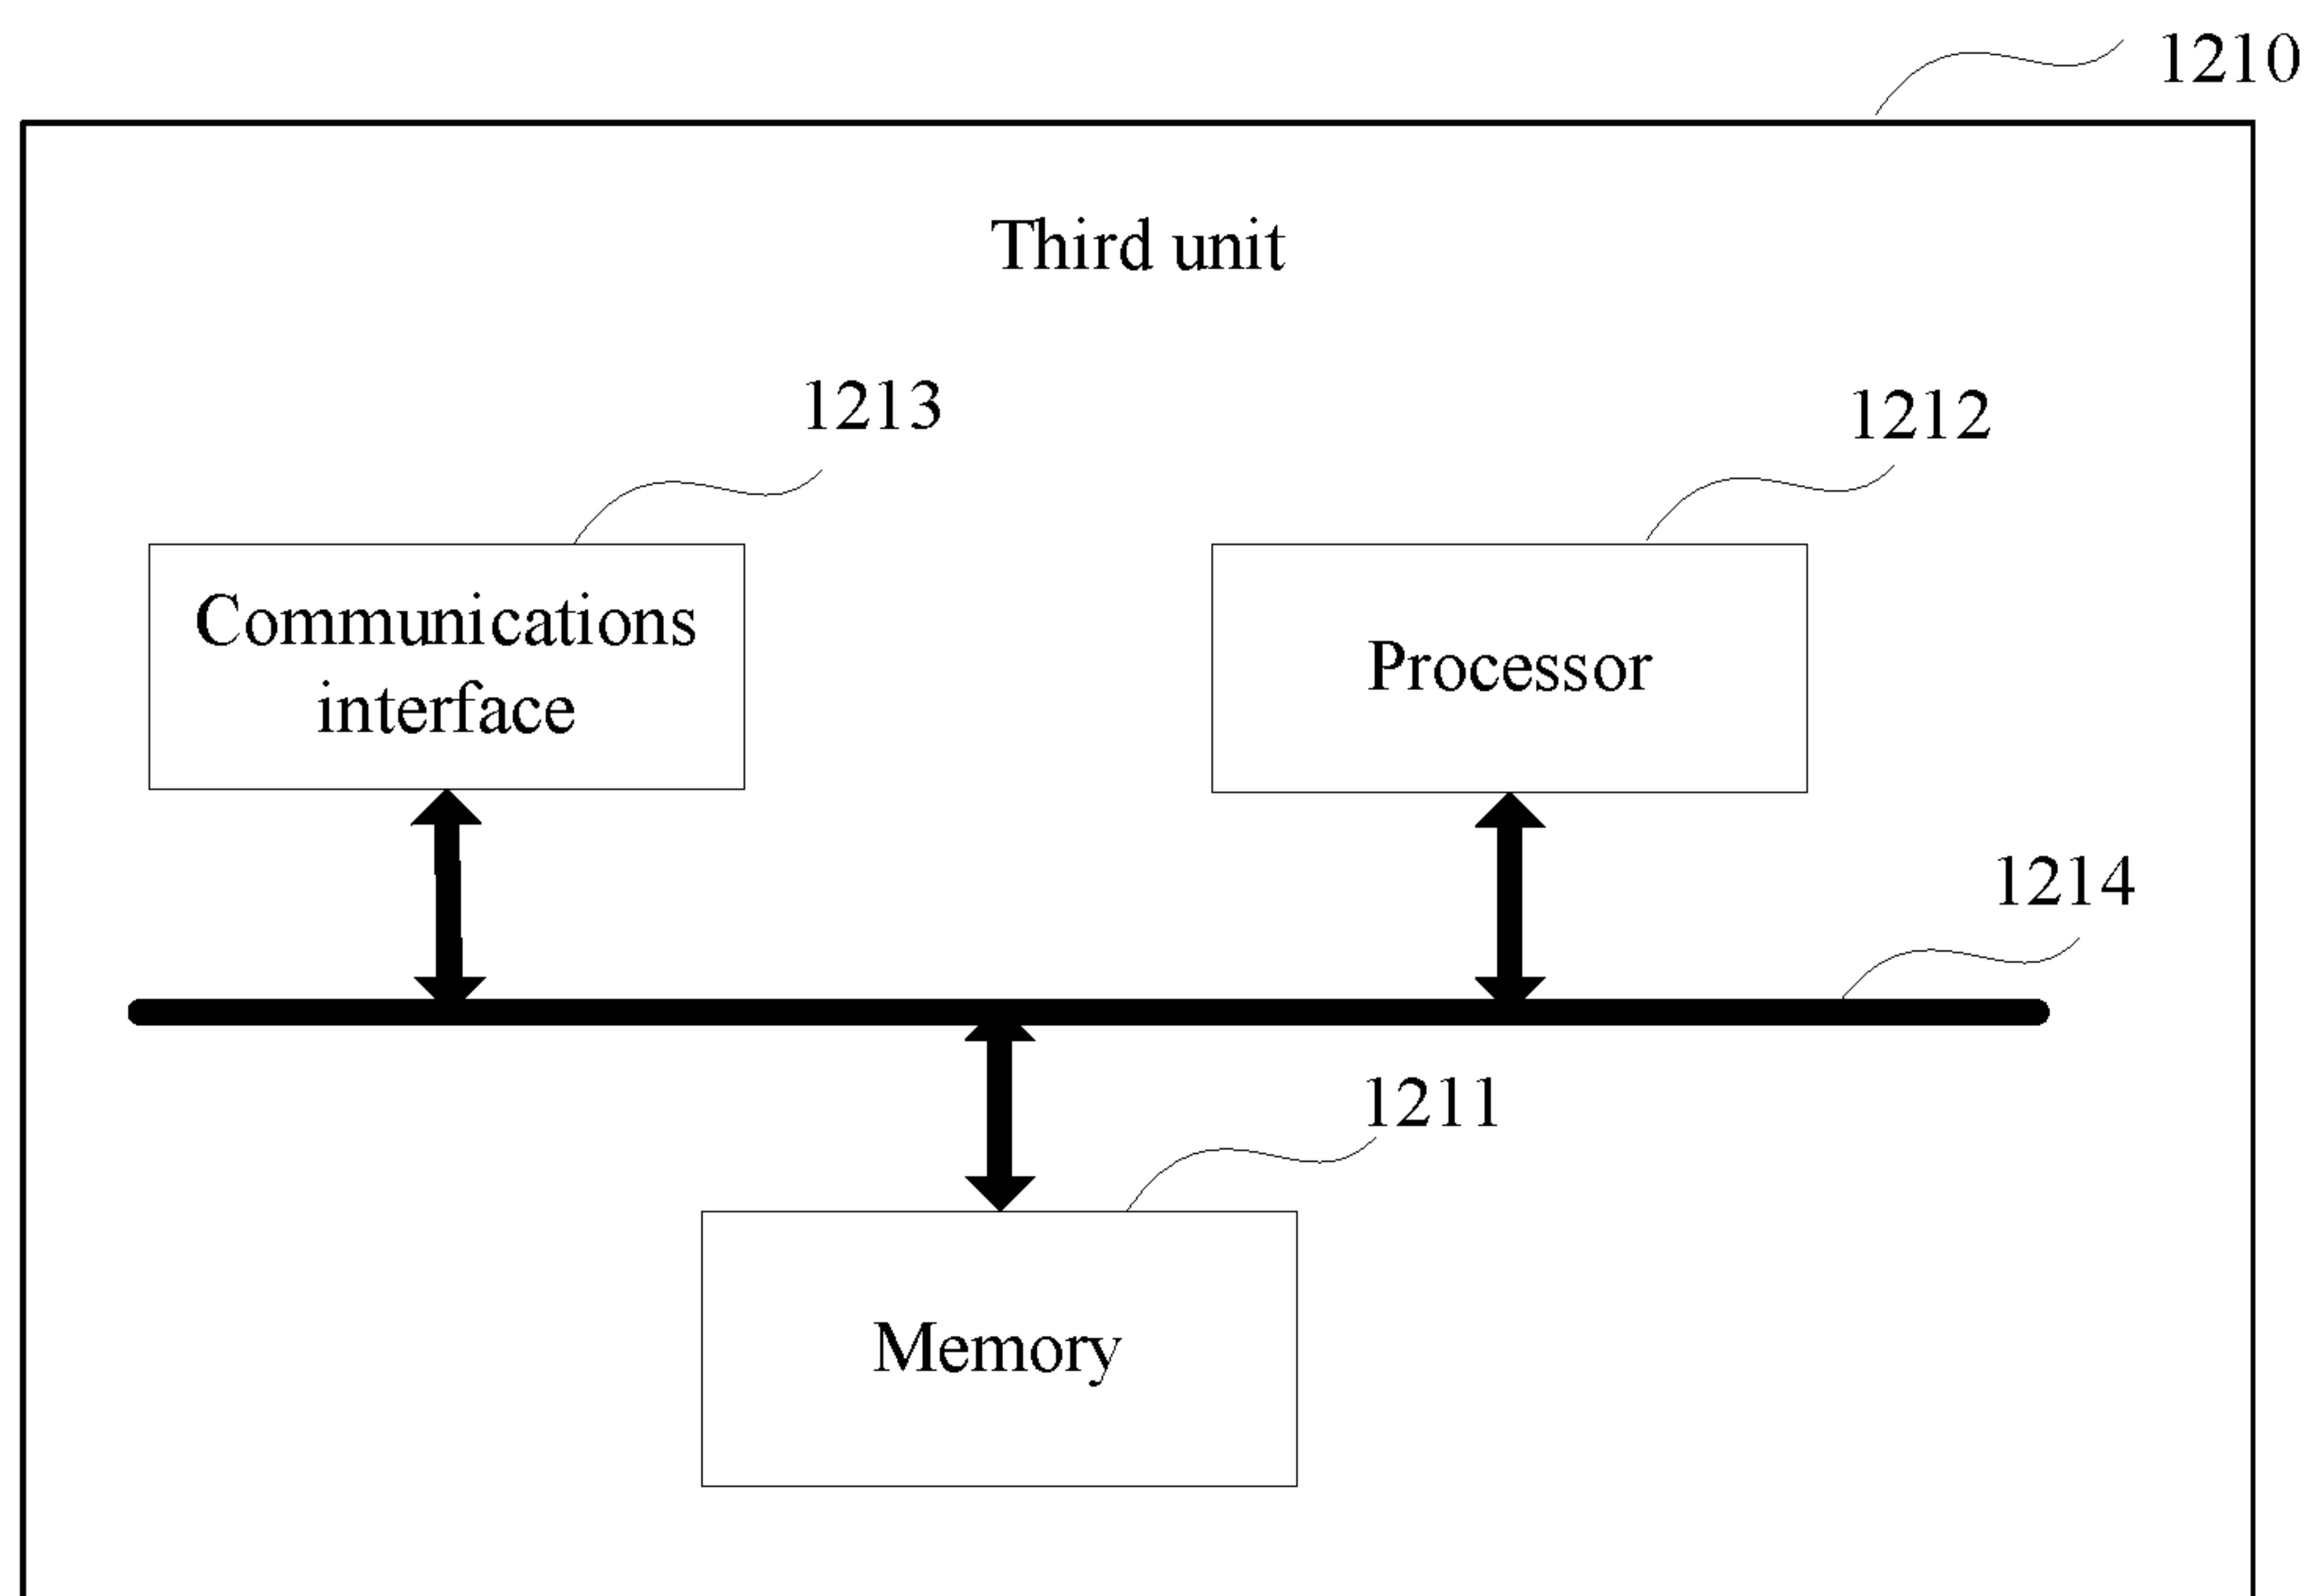 1210
Third unit
1213
1212
Communications
interface
Processor
1214
1211
Memory